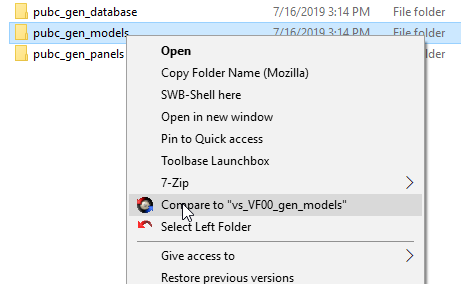 pubc_gen_database 7/16/2019 3:14 PM File folder
pubc_gen_models 7/16/2019 3:14 PM File folder
pubc_gen_panels File folder
Open
Copy Folder Name (Mozilla)
SWB-Shell here
Open in new window
Pin to Quick access
Toolbase Launchbox
7-Zip
Compare to "vs_VF00_gen_models"
Select Left Folder
Give access to
Restore previous versions